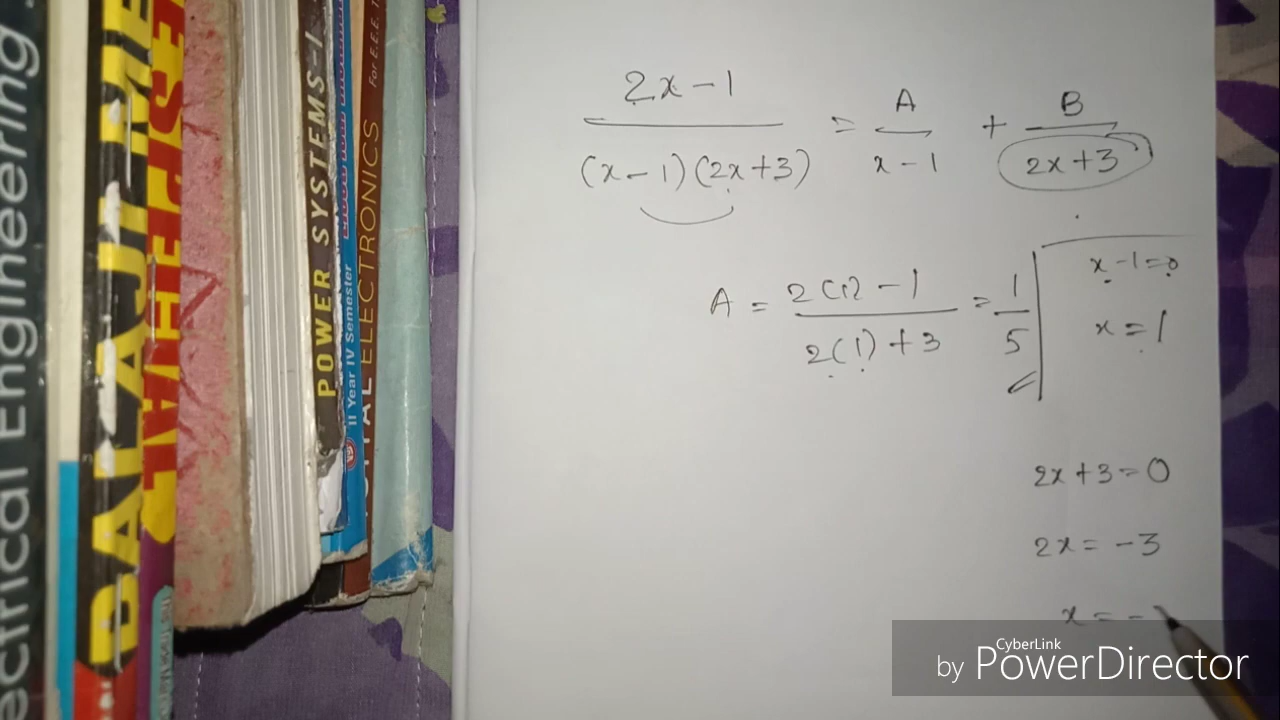 ectrical Engineering
POWER SYSTEMS-I
II Year IV Semester
ELECTRONICS
For E.E.E.
2x-1 / (x-1)(2x+3) = A / x-1 + B / 2x+3
A = 2(1)-1 / 2(1)+3 = 1/5
x-1=0
x=1
2x+3=0
2x=-3
x=-
CyberLink
by PowerDirector